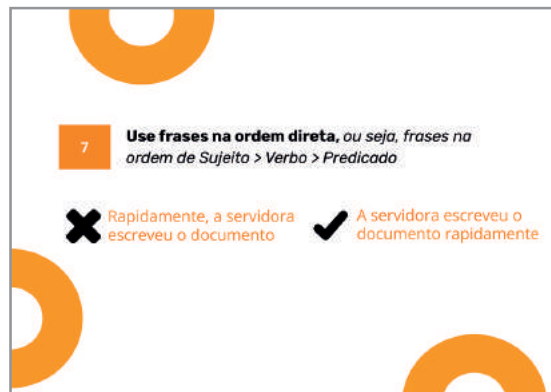 7
Use frases na ordem direta, ou seja, frases na
ordem de Sujeito > Verbo > Predicado
Rapidamente, a servidora
escreveu o documento
A servidora escreveu o
documento rapidamente